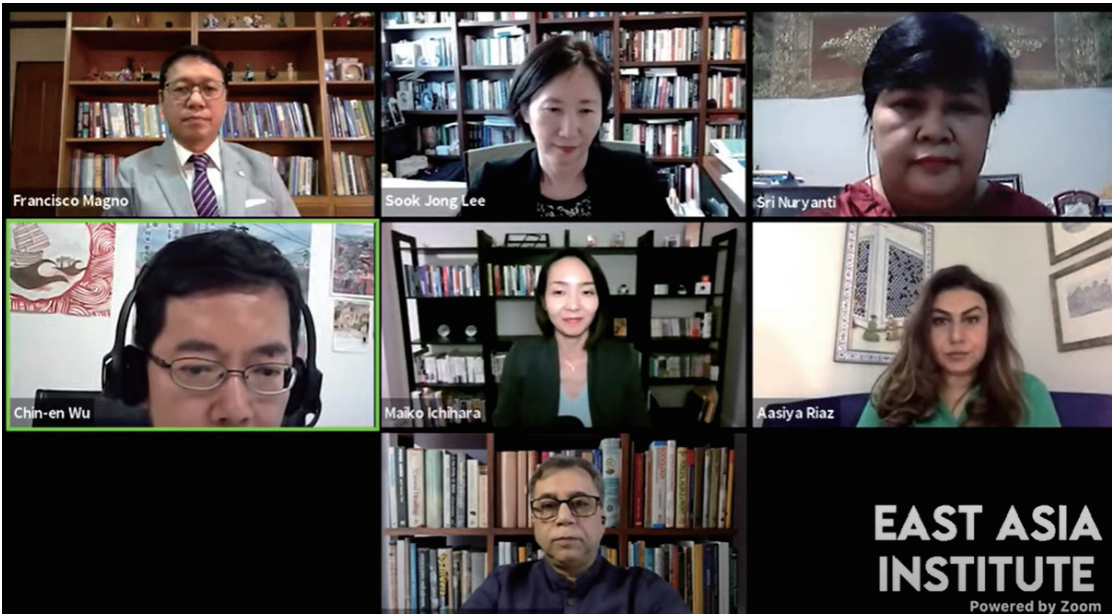 Francisco Magno
Sook Jong Lee
Sri Nuryanti
Chin-en Wu
Maiko Ichihara
Aasiya Riaz
EAST ASIA
INSTITUTE
Powered by Zoom